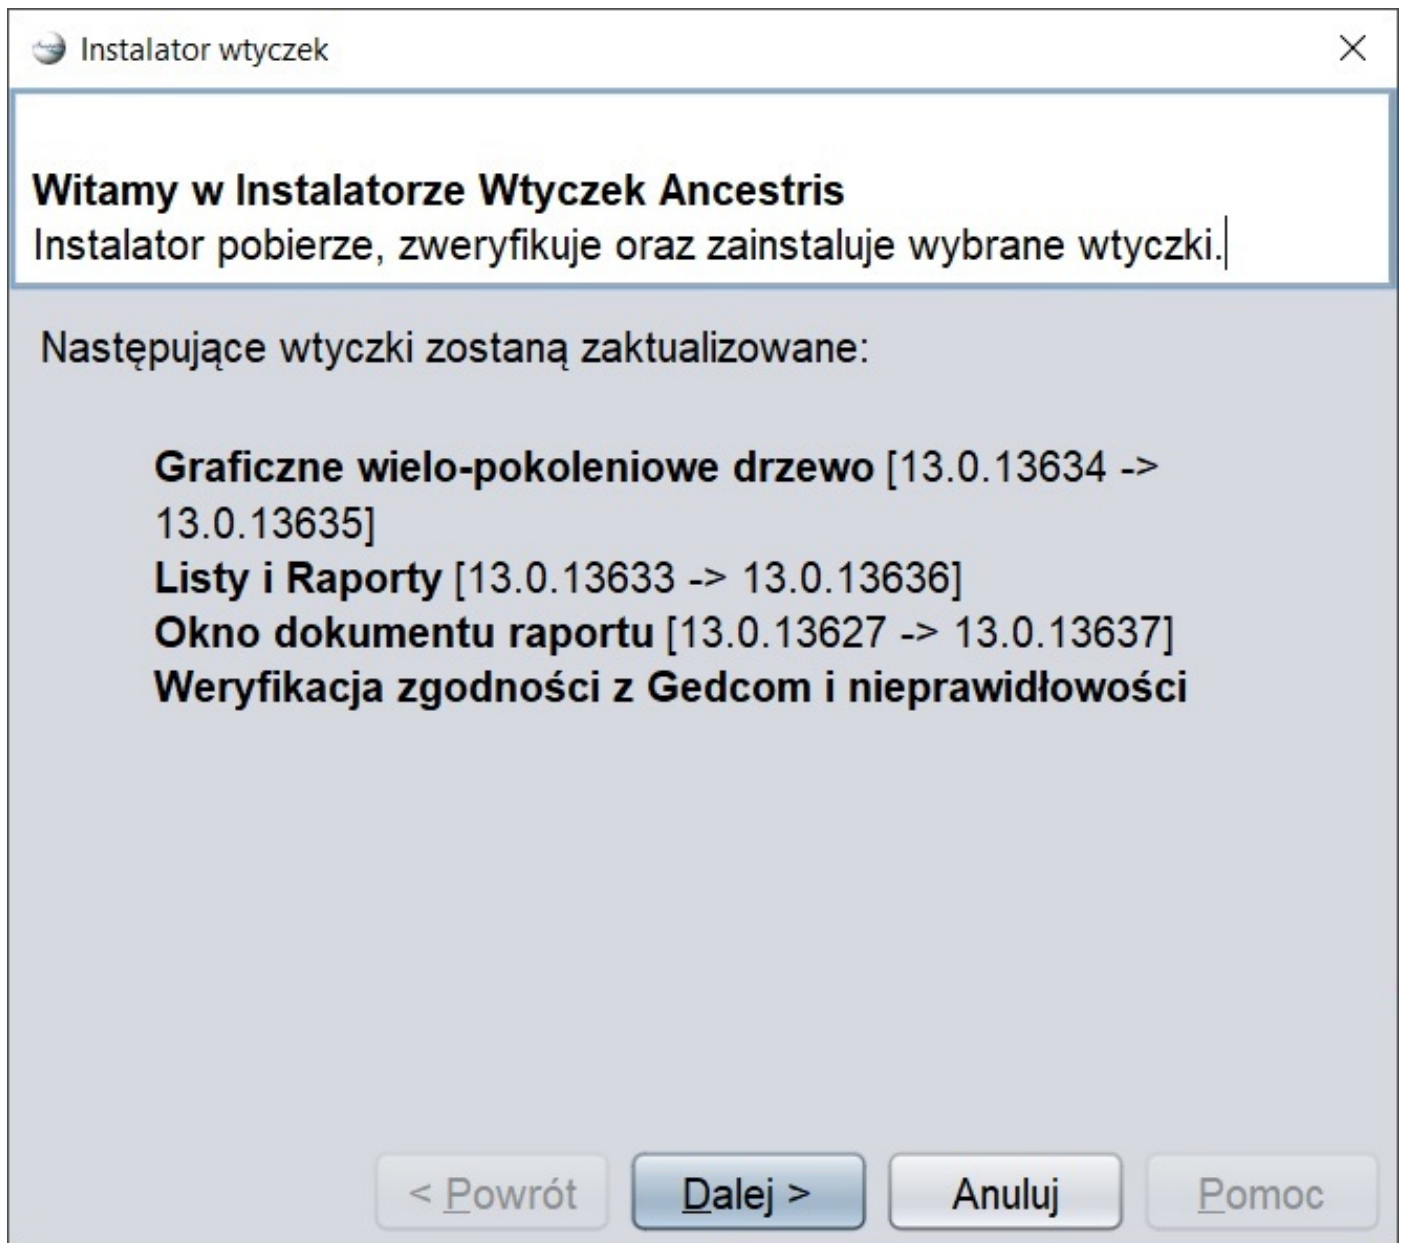 Instalator wtyczek
Witamy w Instalatorze Wtyczek Ancestris
Instalator pobierze, zweryfikuje oraz zainstaluje wybrane wtyczki.
Następujące wtyczki zostaną zaktualizowane:
Graficzne wielo-pokoleniowe drzewo [13.0.13634 ->
13.0.13635]
Listy i Raporty [13.0.13633 -> 13.0.13636]
Okno dokumentu raportu [13.0.13627 -> 13.0.13637]
Weryfikacja zgodności z Gedcom i nieprawidłowości
< Powrót
Dalej >
Anuluj
Pomoc